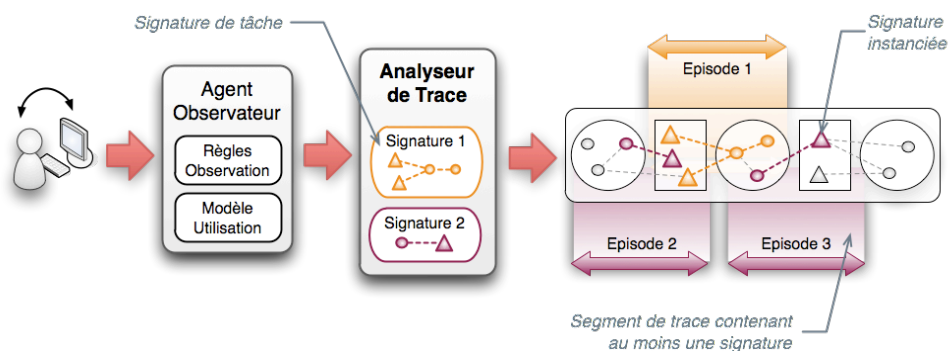 Signature de tâche
Agent
Observateur
Règles
Observation
Modèle
Utilisation
Analyseur
de Trace
Signature 1
Signature 2
Episode 1
Signature
instanciée
Episode 2
Episode 3
Segment de trace contenant
au moins une signature